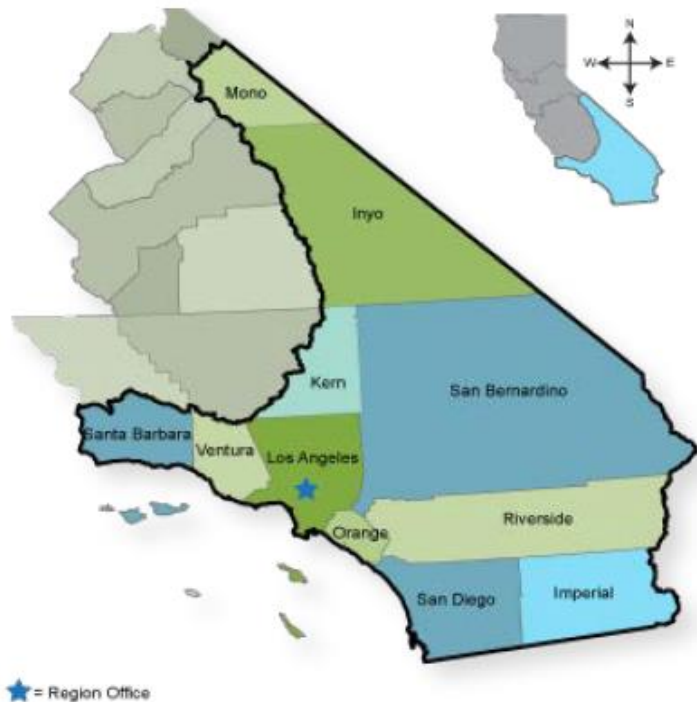 N
W E
S
Mono
Inyo
Kern
San Bernardino
Santa Barbara
Ventura
Los Angeles
Orange
Riverside
San Diego
Imperial
= Region Office